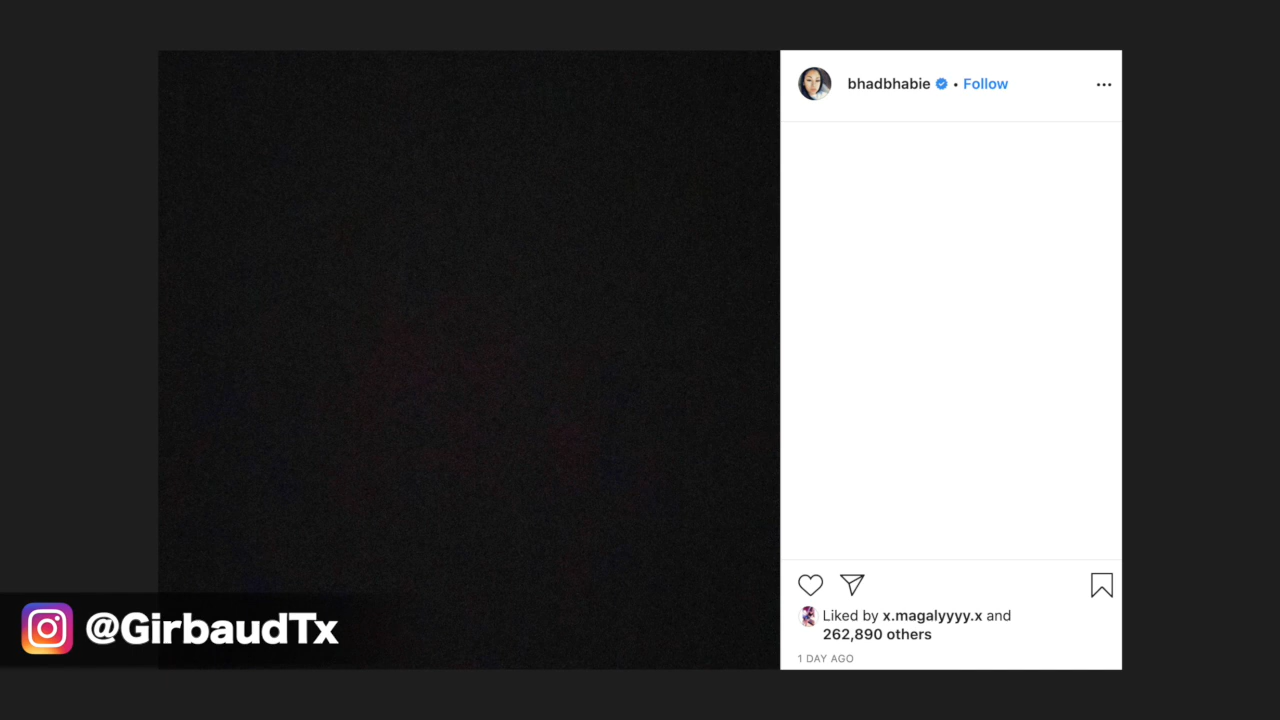 bhadbhabie • Follow
Liked by x.magalyyyy.x and
262,890 others
1 DAY AGO
@GirbaudTx